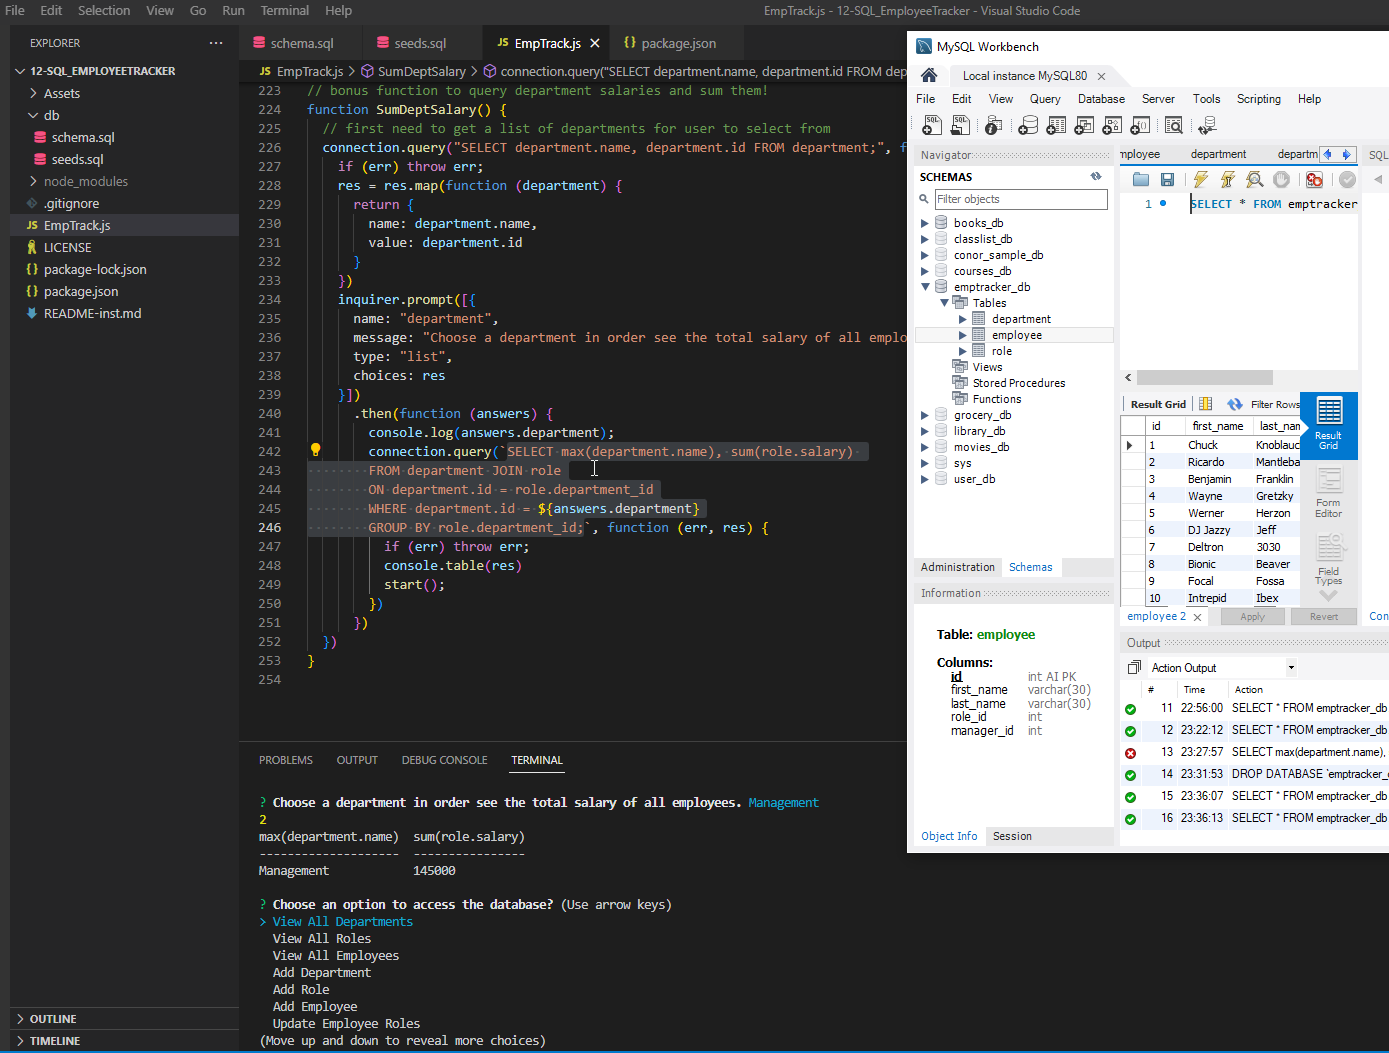 File Edit Selection View Go Run Terminal Help
EmpTrack.js - 12-SQL_EmployeeTracker - Visual Studio Code
EXPLORER ···
12-SQL_EMPLOYEETRACKER
Assets
db
schema.sql
seeds.sql
node_modules
.gitignore
JS EmpTrack.js
LICENSE
{} package-lock.json
{} package.json
README-inst.md
OUTLINE
TIMELINE
schema.sql seeds.sql JS EmpTrack.js {} package.json
JS EmpTrack.js > SumDeptSalary > connection.query("SELECT department.name, department.id FROM dep
223 // bonus function to query department salaries and sum them!
224 function SumDeptSalary() {
225 // first need to get a list of departments for user to select from
226 connection.query("SELECT department.name, department.id FROM department;", f
227 if (err) throw err;
228 res = res.map(function (department) {
229 return {
230 name: department.name,
231 value: department.id
232 }
233 })
234 inquirer.prompt([{
235 name: "department",
236 message: "Choose a department in order see the total salary of all emplo
237 type: "list",
238 choices: res
239 }])
240 .then(function (answers) {
241 console.log(answers.department);
242 connection.query(`SELECT max(department.name), sum(role.salary)
243 FROM department JOIN role
244 ON department.id = role.department_id
245 WHERE department.id = ${answers.department}
246 GROUP BY role.department_id;`, function (err, res) {
247 if (err) throw err;
248 console.table(res)
249 start();
250 })
251 })
252 })
253 }
254
PROBLEMS OUTPUT DEBUG CONSOLE TERMINAL
? Choose a department in order see the total salary of all employees. Management
2
max(department.name) sum(role.salary)
-------------------- ----------------
Management 145000
? Choose an option to access the database? (Use arrow keys)
> View All Departments
View All Roles
View All Employees
Add Department
Add Role
Add Employee
Update Employee Roles
(Move up and down to reveal more choices)
MySQL Workbench
Local instance MySQL80
File Edit View Query Database Server Tools Scripting Help
Navigator
SCHEMAS
Filter objects
books_db
classlist_db
conor_sample_db
courses_db
emptracker_db
Tables
department
employee
role
Views
Stored Procedures
Functions
grocery_db
library_db
movies_db
sys
user_db
Administration Schemas
Information
Table: employee
Columns:
id int AI PK
first_name varchar(30)
last_name varchar(30)
role_id int
manager_id int
Object Info Session
mployee department departm SQL
1 SELECT * FROM emptracker
Result Grid Filter Rows
id first_name last_nan
1 Chuck Knoblauc
2 Ricardo Mantleba
3 Benjamin Franklin
4 Wayne Gretzky
5 Werner Herzon
6 DJ Jazzy Jeff
7 Deltron 3030
8 Bionic Beaver
9 Focal Fossa
10 Intrepid Ibex
Result Grid
Form Editor
Field Types
employee 2 Apply Revert Con
Output
Action Output
# Time Action
11 22:56:00 SELECT * FROM emptracker_db
12 23:22:12 SELECT * FROM emptracker_db
13 23:27:57 SELECT max(department.name),
14 23:31:53 DROP DATABASE `emptracker_
15 23:36:07 SELECT * FROM emptracker_db
16 23:36:13 SELECT * FROM emptracker_db